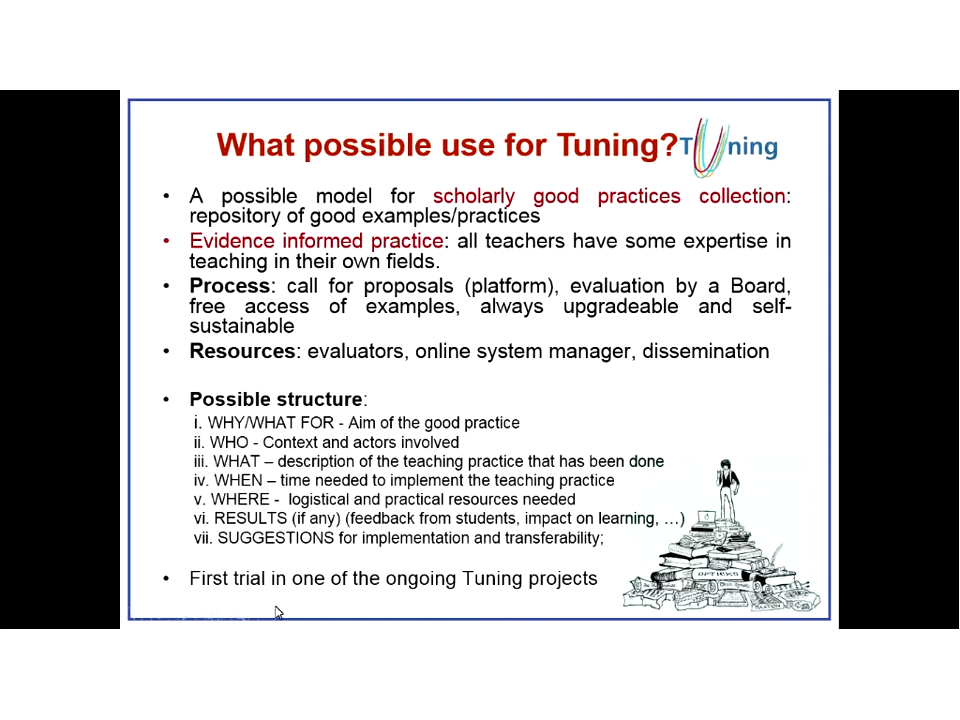 What possible use for Tuning?
TUning
• A possible model for scholarly good practices collection:
repository of good examples/practices
• Evidence informed practice: all teachers have some expertise in
teaching in their own fields.
• Process: call for proposals (platform), evaluation by a Board,
free access of examples, always upgradeable and self-
sustainable
• Resources: evaluators, online system manager, dissemination
• Possible structure:
i. WHY/WHAT FOR - Aim of the good practice
ii. WHO - Context and actors involved
iii. WHAT – description of the teaching practice that has been done
iv. WHEN – time needed to implement the teaching practice
v. WHERE - logistical and practical resources needed
vi. RESULTS (if any) (feedback from students, impact on learning, …)
vii. SUGGESTIONS for implementation and transferability;
OPTICKS
• First trial in one of the ongoing Tuning projects